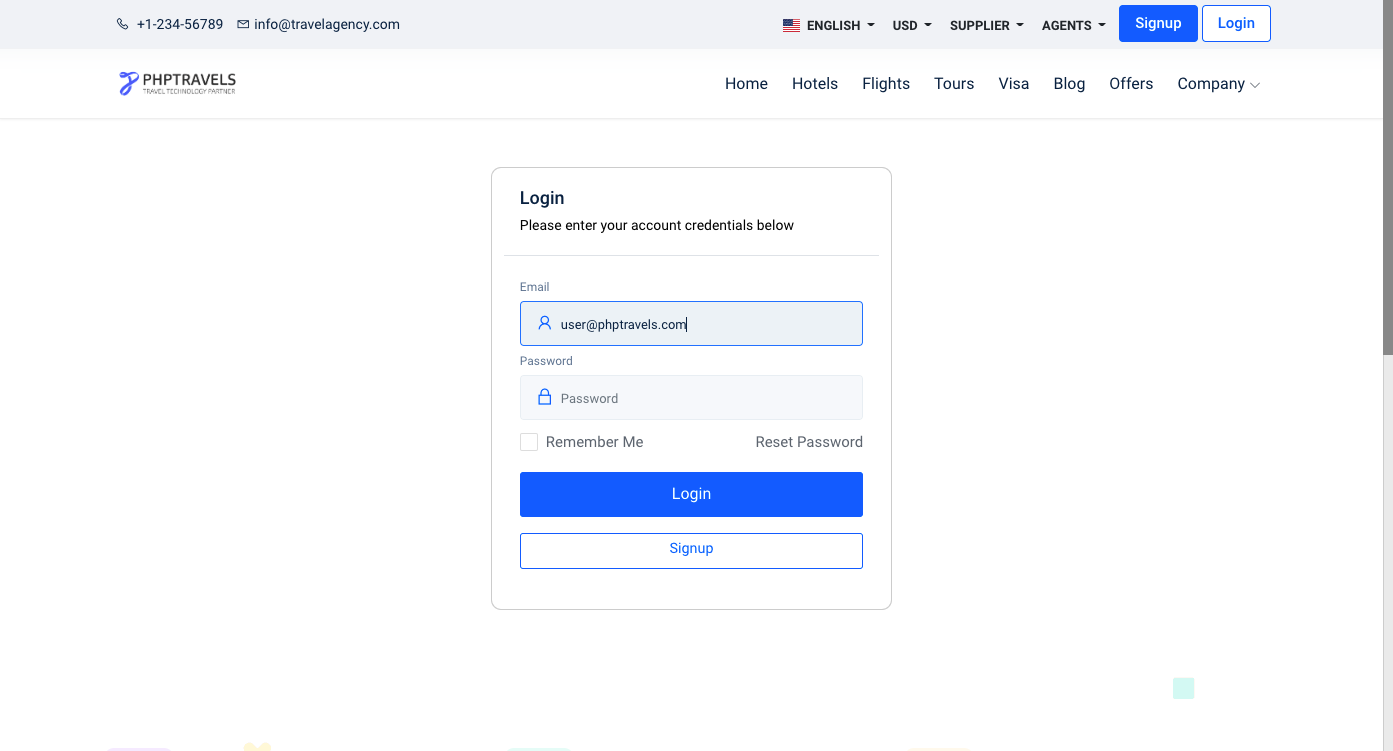 +1-234-56789 info@travelagency.com ENGLISH USD SUPPLIER AGENTS Signup Login
PHPTRAVELS
TRAVEL TECHNOLOGY PARTNER
Home Hotels Flights Tours Visa Blog Offers Company
Login
Please enter your account credentials below
Email
user@phptravels.com
Password
Password
Remember Me Reset Password
Login
Signup